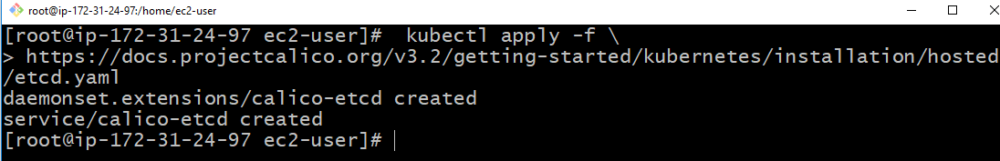 root@ip-172-31-24-97:/home/ec2-user
[root@ip-172-31-24-97 ec2-user]#  kubectl apply -f \
> https://docs.projectcalico.org/v3.2/getting-started/kubernetes/installation/hosted
/etcd.yaml
daemonset.extensions/calico-etcd created
service/calico-etcd created
[root@ip-172-31-24-97 ec2-user]#